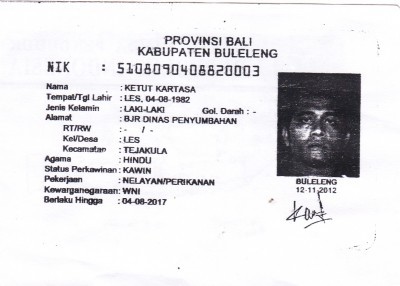 PROVINSI BALI
KABUPATEN BULELENG
NIK : 5108090408820003
Nama : KETUT KARTASA
Tempat/Tgl Lahir : LES, 04-08-1982
Jenis Kelamin : LAKI-LAKI Gol. Darah : -
Alamat : BJR DINAS PENYUMBAHAN
RT/RW : - / -
Kel/Desa : LES
Kecamatan : TEJAKULA
Agama : HINDU
Status Perkawinan : KAWIN
Pekerjaan : NELAYAN/PERIKANAN
Kewarganegaraan : WNI
Berlaku Hingga : 04-08-2017
BULELENG
12-11-2012